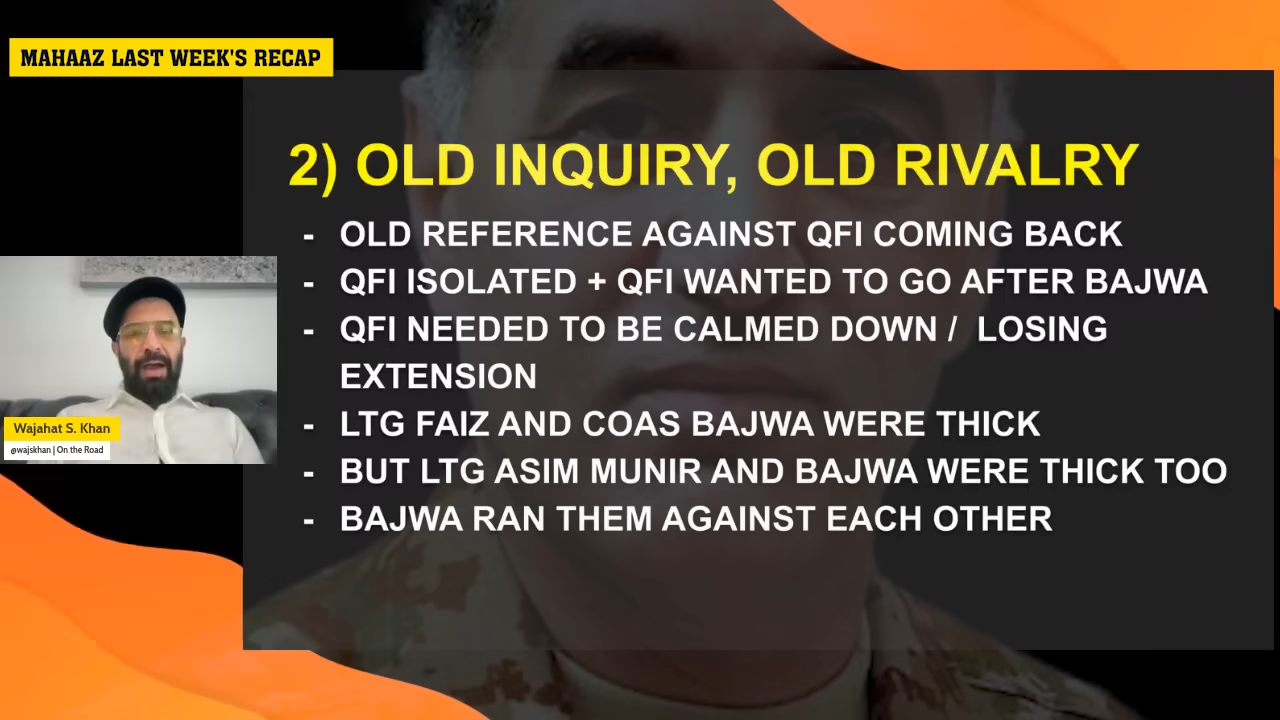 MAHAAZ LAST WEEK'S RECAP
2) OLD INQUIRY, OLD RIVALRY
- OLD REFERENCE AGAINST QFI COMING BACK
- QFI ISOLATED + QFI WANTED TO GO AFTER BAJWA
- QFI NEEDED TO BE CALMED DOWN / LOSING
EXTENSION
- LTG FAIZ AND COAS BAJWA WERE THICK
- BUT LTG ASIM MUNIR AND BAJWA WERE THICK TOO
- BAJWA RAN THEM AGAINST EACH OTHER
Wajahat S. Khan
@wajskhan | On the Road